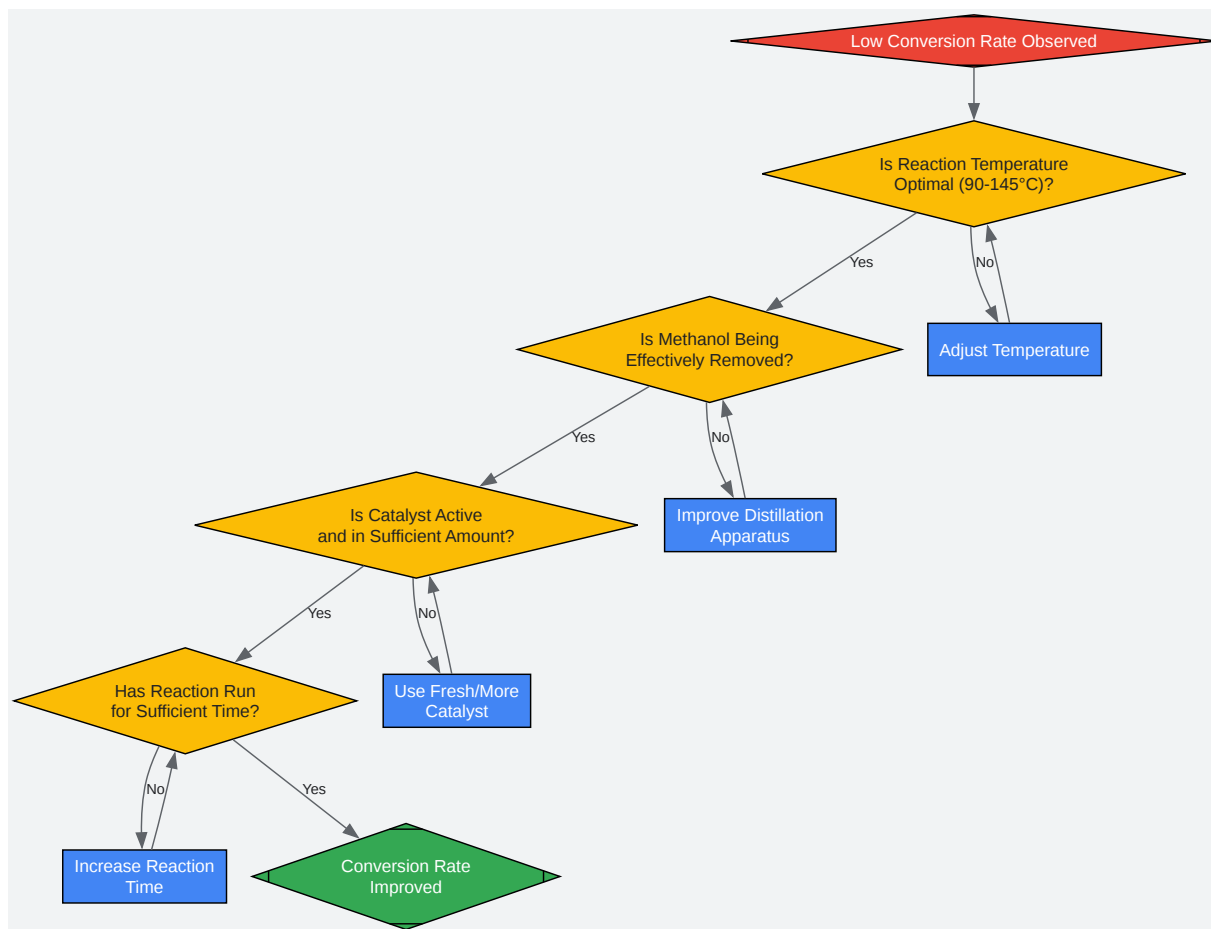 Low Conversion Rate Observed
Is Reaction Temperature
Optimal (90-145°C)?
Yes
No
Is Methanol Being
Effectively Removed?
Adjust Temperature
Yes
No
Is Catalyst Active
and in Sufficient Amount?
Improve Distillation
Apparatus
Yes
No
Has Reaction Run
for Sufficient Time?
Use Fresh/More
Catalyst
No
Yes
Increase Reaction
Time
Conversion Rate
Improved